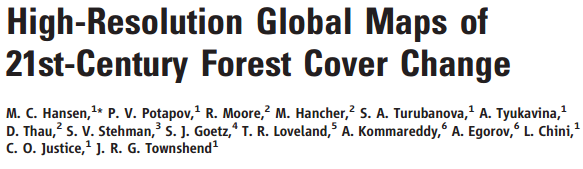 High-Resolution Global Maps of
21st-Century Forest Cover Change
M. C. Hansen,¹* P. V. Potapov,¹ R. Moore,² M. Hancher,² S. A. Turubanova,¹ A. Tyukavina,¹
D. Thau,² S. V. Stehman,³ S. J. Goetz,⁴ T. R. Loveland,⁵ A. Kommareddy,⁶ A. Egorov,⁶ L. Chini,¹
C. O. Justice,¹ J. R. G. Townshend¹